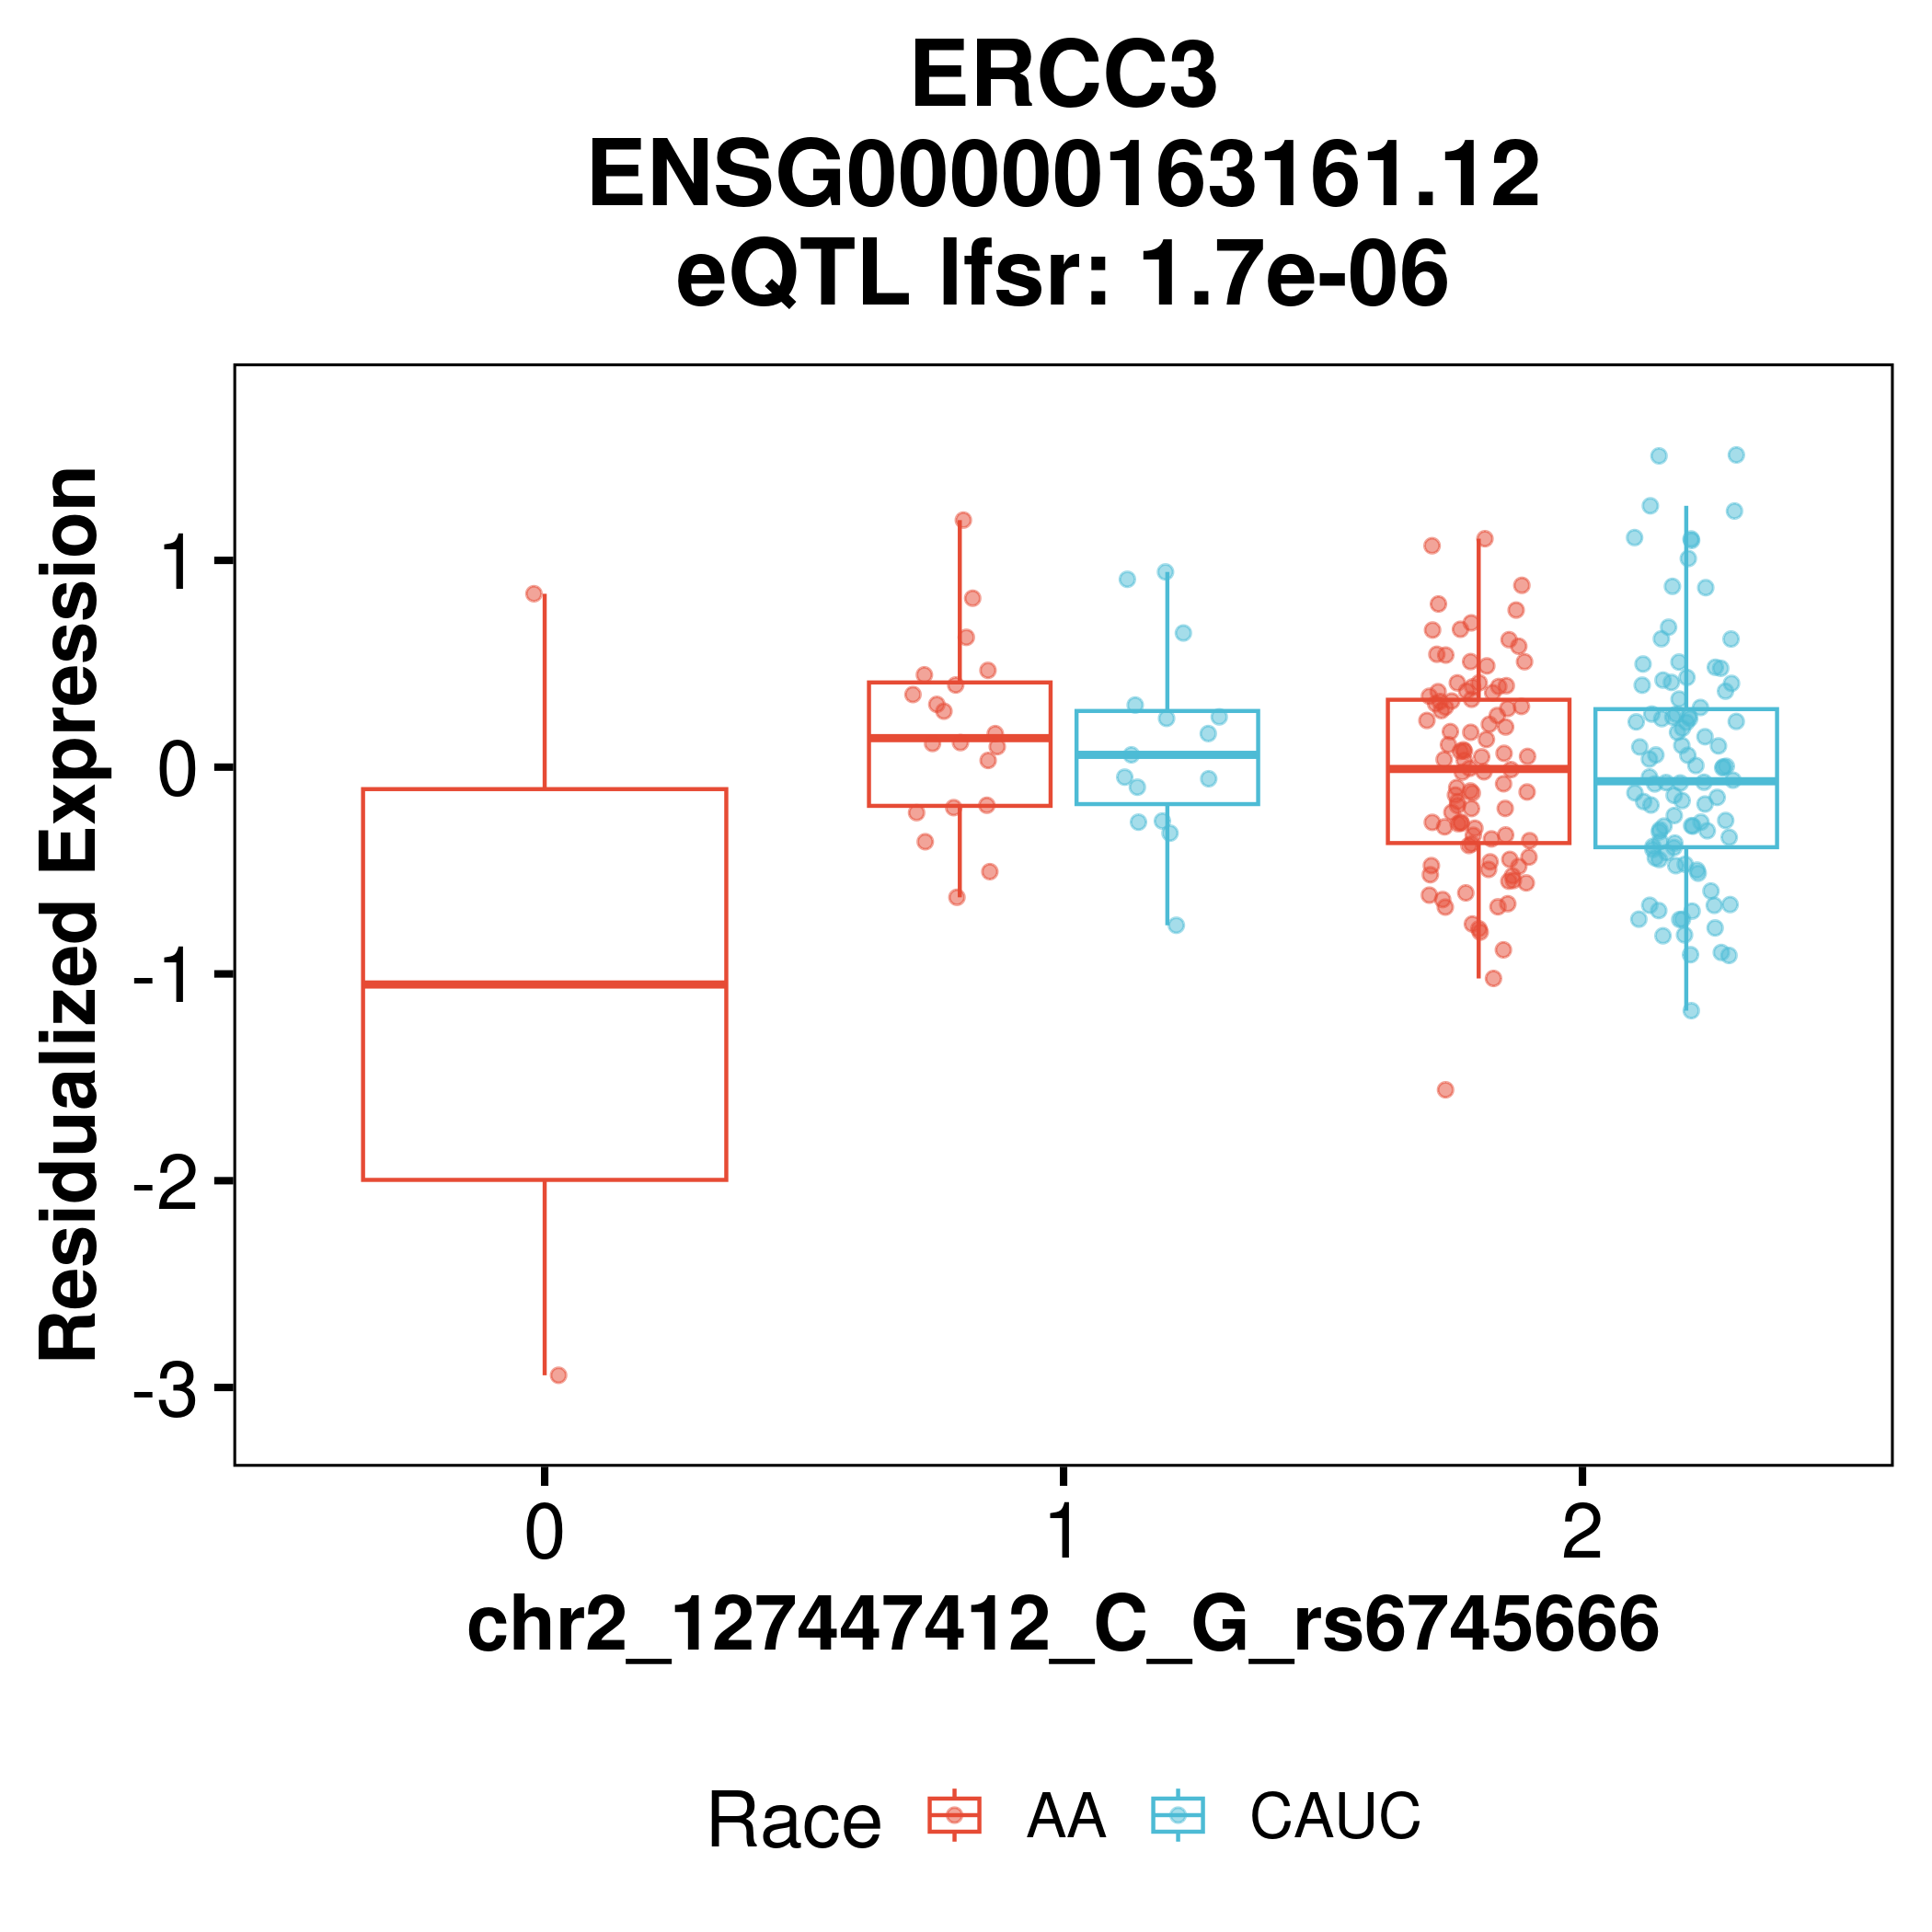 ERCC3
ENSG00000163161.12
eQTL lfsr: 1.7e-06
Residualized Expression
1
0
-1
-2
-3
0 1 2
chr2_127447412_C_G_rs6745666
Race AA CAUC